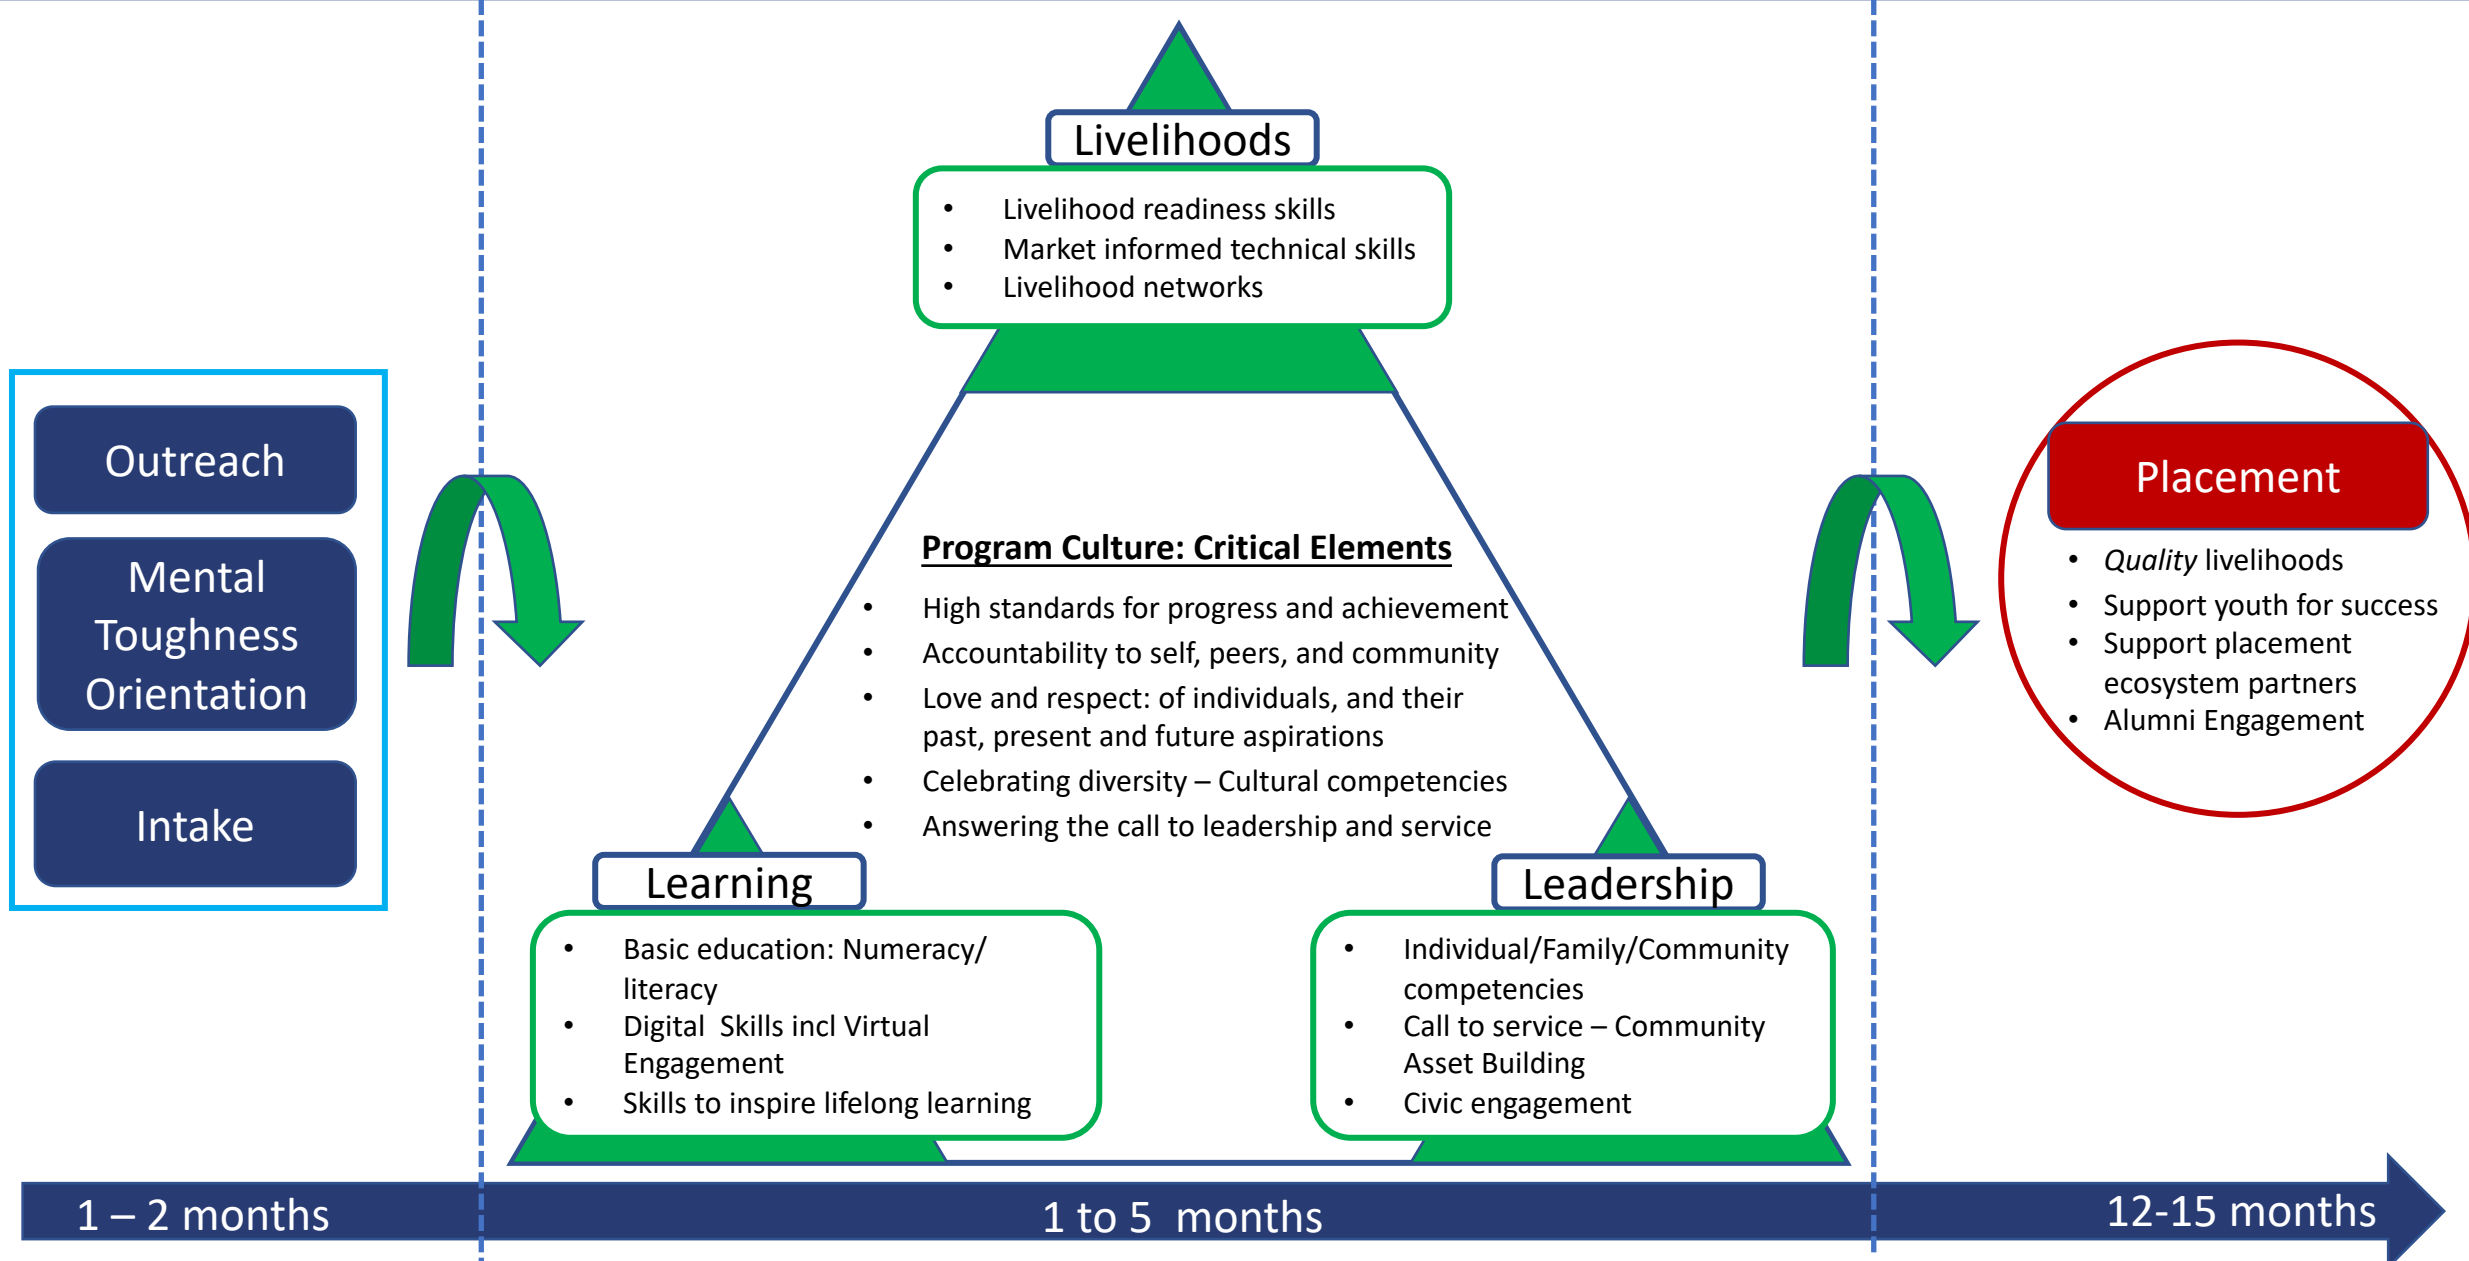 Livelihoods
• Livelihood readiness skills
• Market informed technical skills
• Livelihood networks
Outreach
Mental
Toughness
Orientation
Intake
Program Culture: Critical Elements
• High standards for progress and achievement
• Accountability to self, peers, and community
• Love and respect: of individuals, and their
past, present and future aspirations
• Celebrating diversity – Cultural competencies
• Answering the call to leadership and service
Placement
• Quality livelihoods
• Support youth for success
• Support placement
ecosystem partners
• Alumni Engagement
Learning
• Basic education: Numeracy/
literacy
• Digital  Skills incl Virtual
Engagement
• Skills to inspire lifelong learning
Leadership
• Individual/Family/Community
competencies
• Call to service – Community
Asset Building
• Civic engagement
1 – 2 months
1 to 5  months
12-15 months